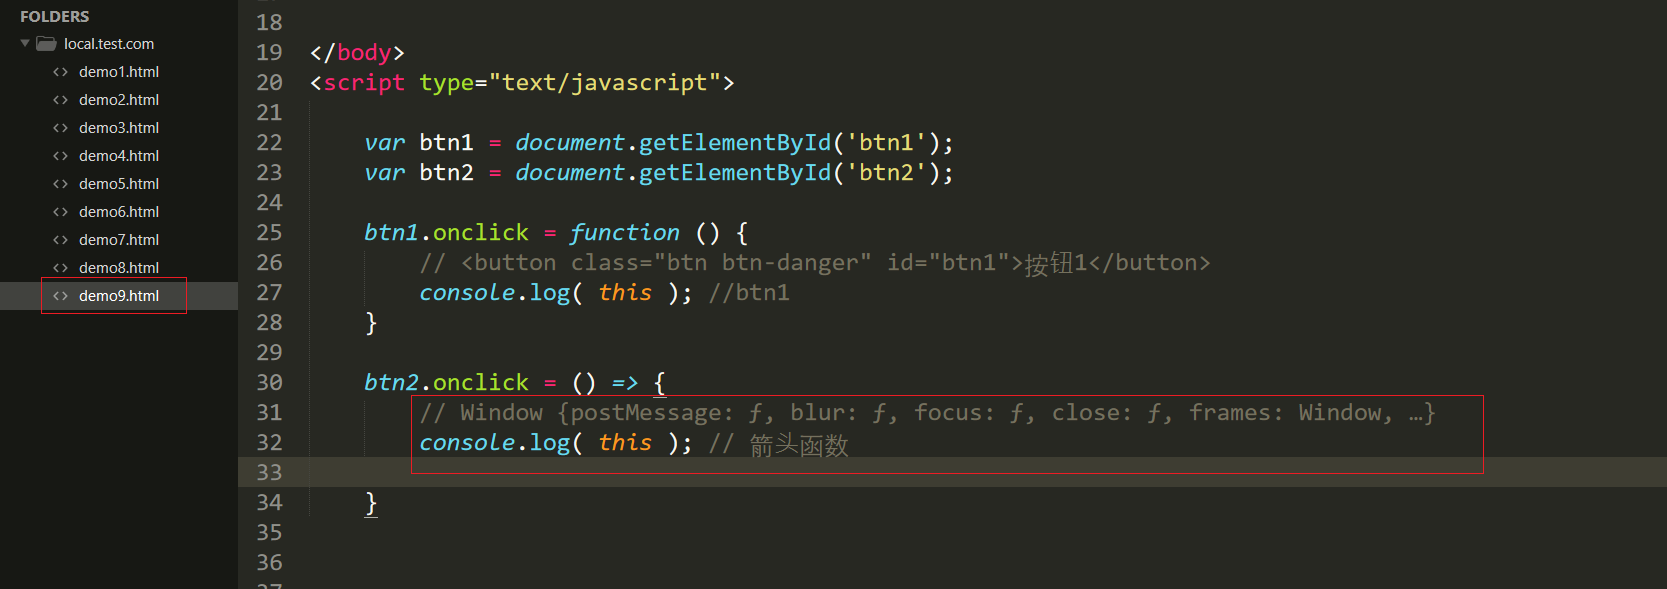 FOLDERS
local.test.com
demo1.html
demo2.html
demo3.html
demo4.html
demo5.html
demo6.html
demo7.html
demo8.html
demo9.html
18
19 </body>
20 <script type="text/javascript">
21
22 var btn1 = document.getElementById('btn1');
23 var btn2 = document.getElementById('btn2');
24
25 btn1.onclick = function () {
26 // <button class="btn btn-danger" id="btn1">按钮1</button>
27 console.log( this ); //btn1
28 }
29
30 btn2.onclick = () => {
31 // Window {postMessage: ƒ, blur: ƒ, focus: ƒ, close: ƒ, frames: Window, …}
32 console.log( this ); // 箭头函数
33
34 }
35
36